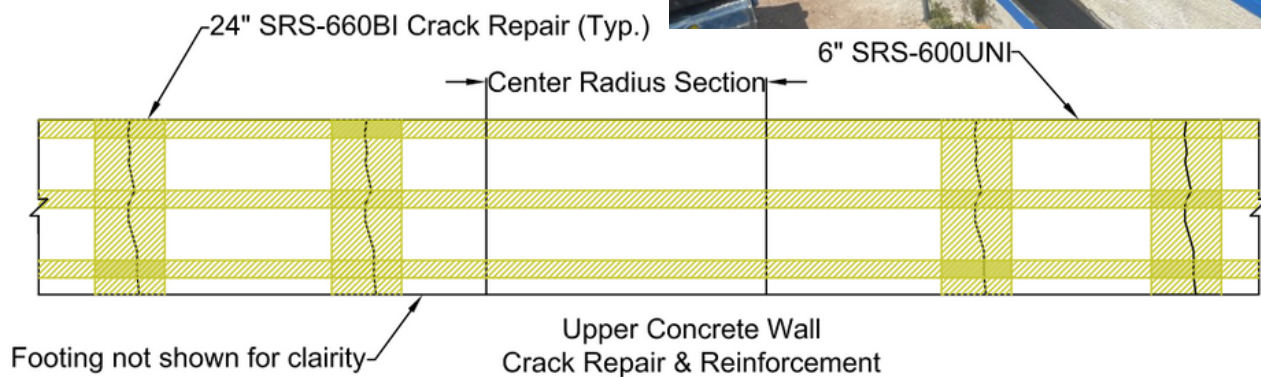 24" SRS-660BI Crack Repair (Typ.)
6" SRS-600UNI
Center Radius Section
Footing not shown for clairity
Upper Concrete Wall
Crack Repair & Reinforcement